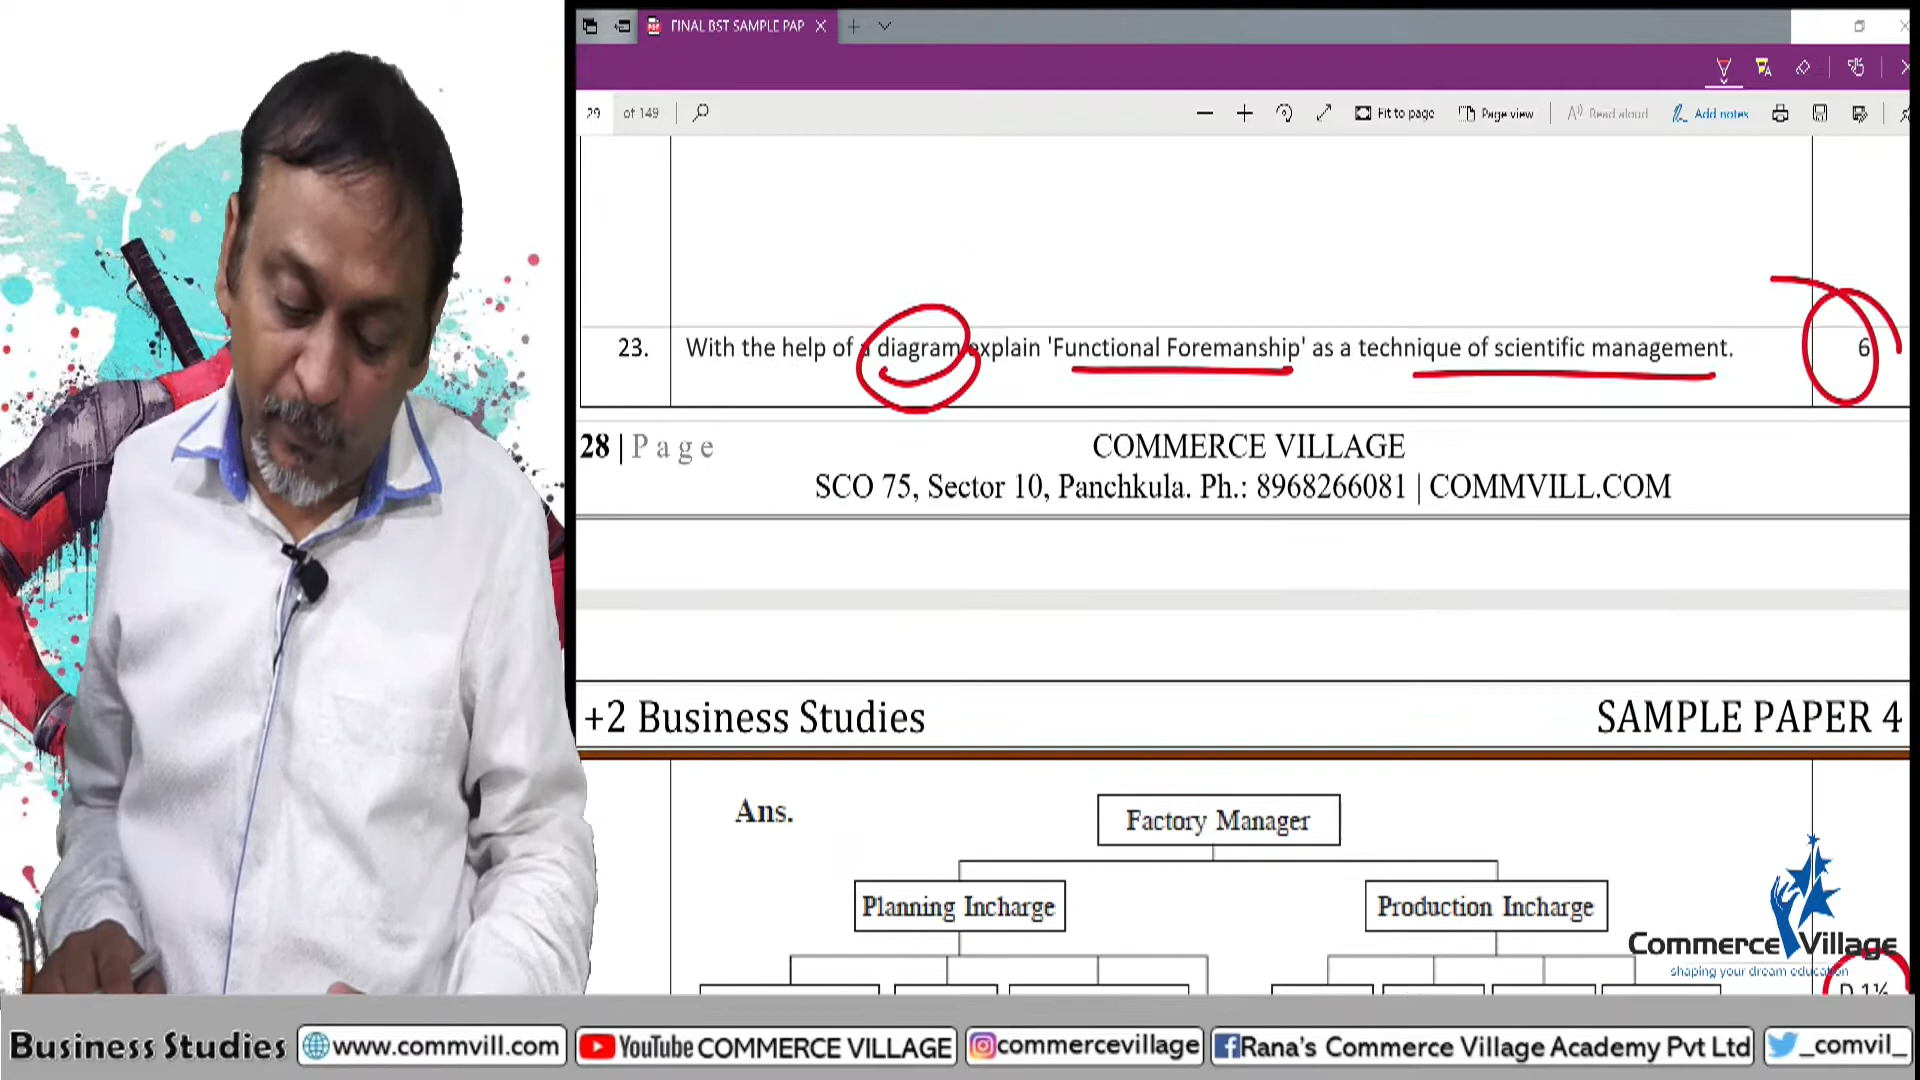 FINAL BST SAMPLE PAP
29 of 149
Fit to page
Page view
Read aloud
Add notes
23. With the help of a diagram explain 'Functional Foremanship' as a technique of scientific management. 6
28 | Page
COMMERCE VILLAGE
SCO 75, Sector 10, Panchkula. Ph.: 8968266081 | COMMVILL.COM
+2 Business Studies
SAMPLE PAPER 4
Ans.
Factory Manager
Planning Incharge
Production Incharge
Commerce Village
shaping your dream education
Business Studies
www.commvill.com
YouTube COMMERCE VILLAGE
commercevillage
Rana's Commerce Village Academy Pvt Ltd
_comvil_